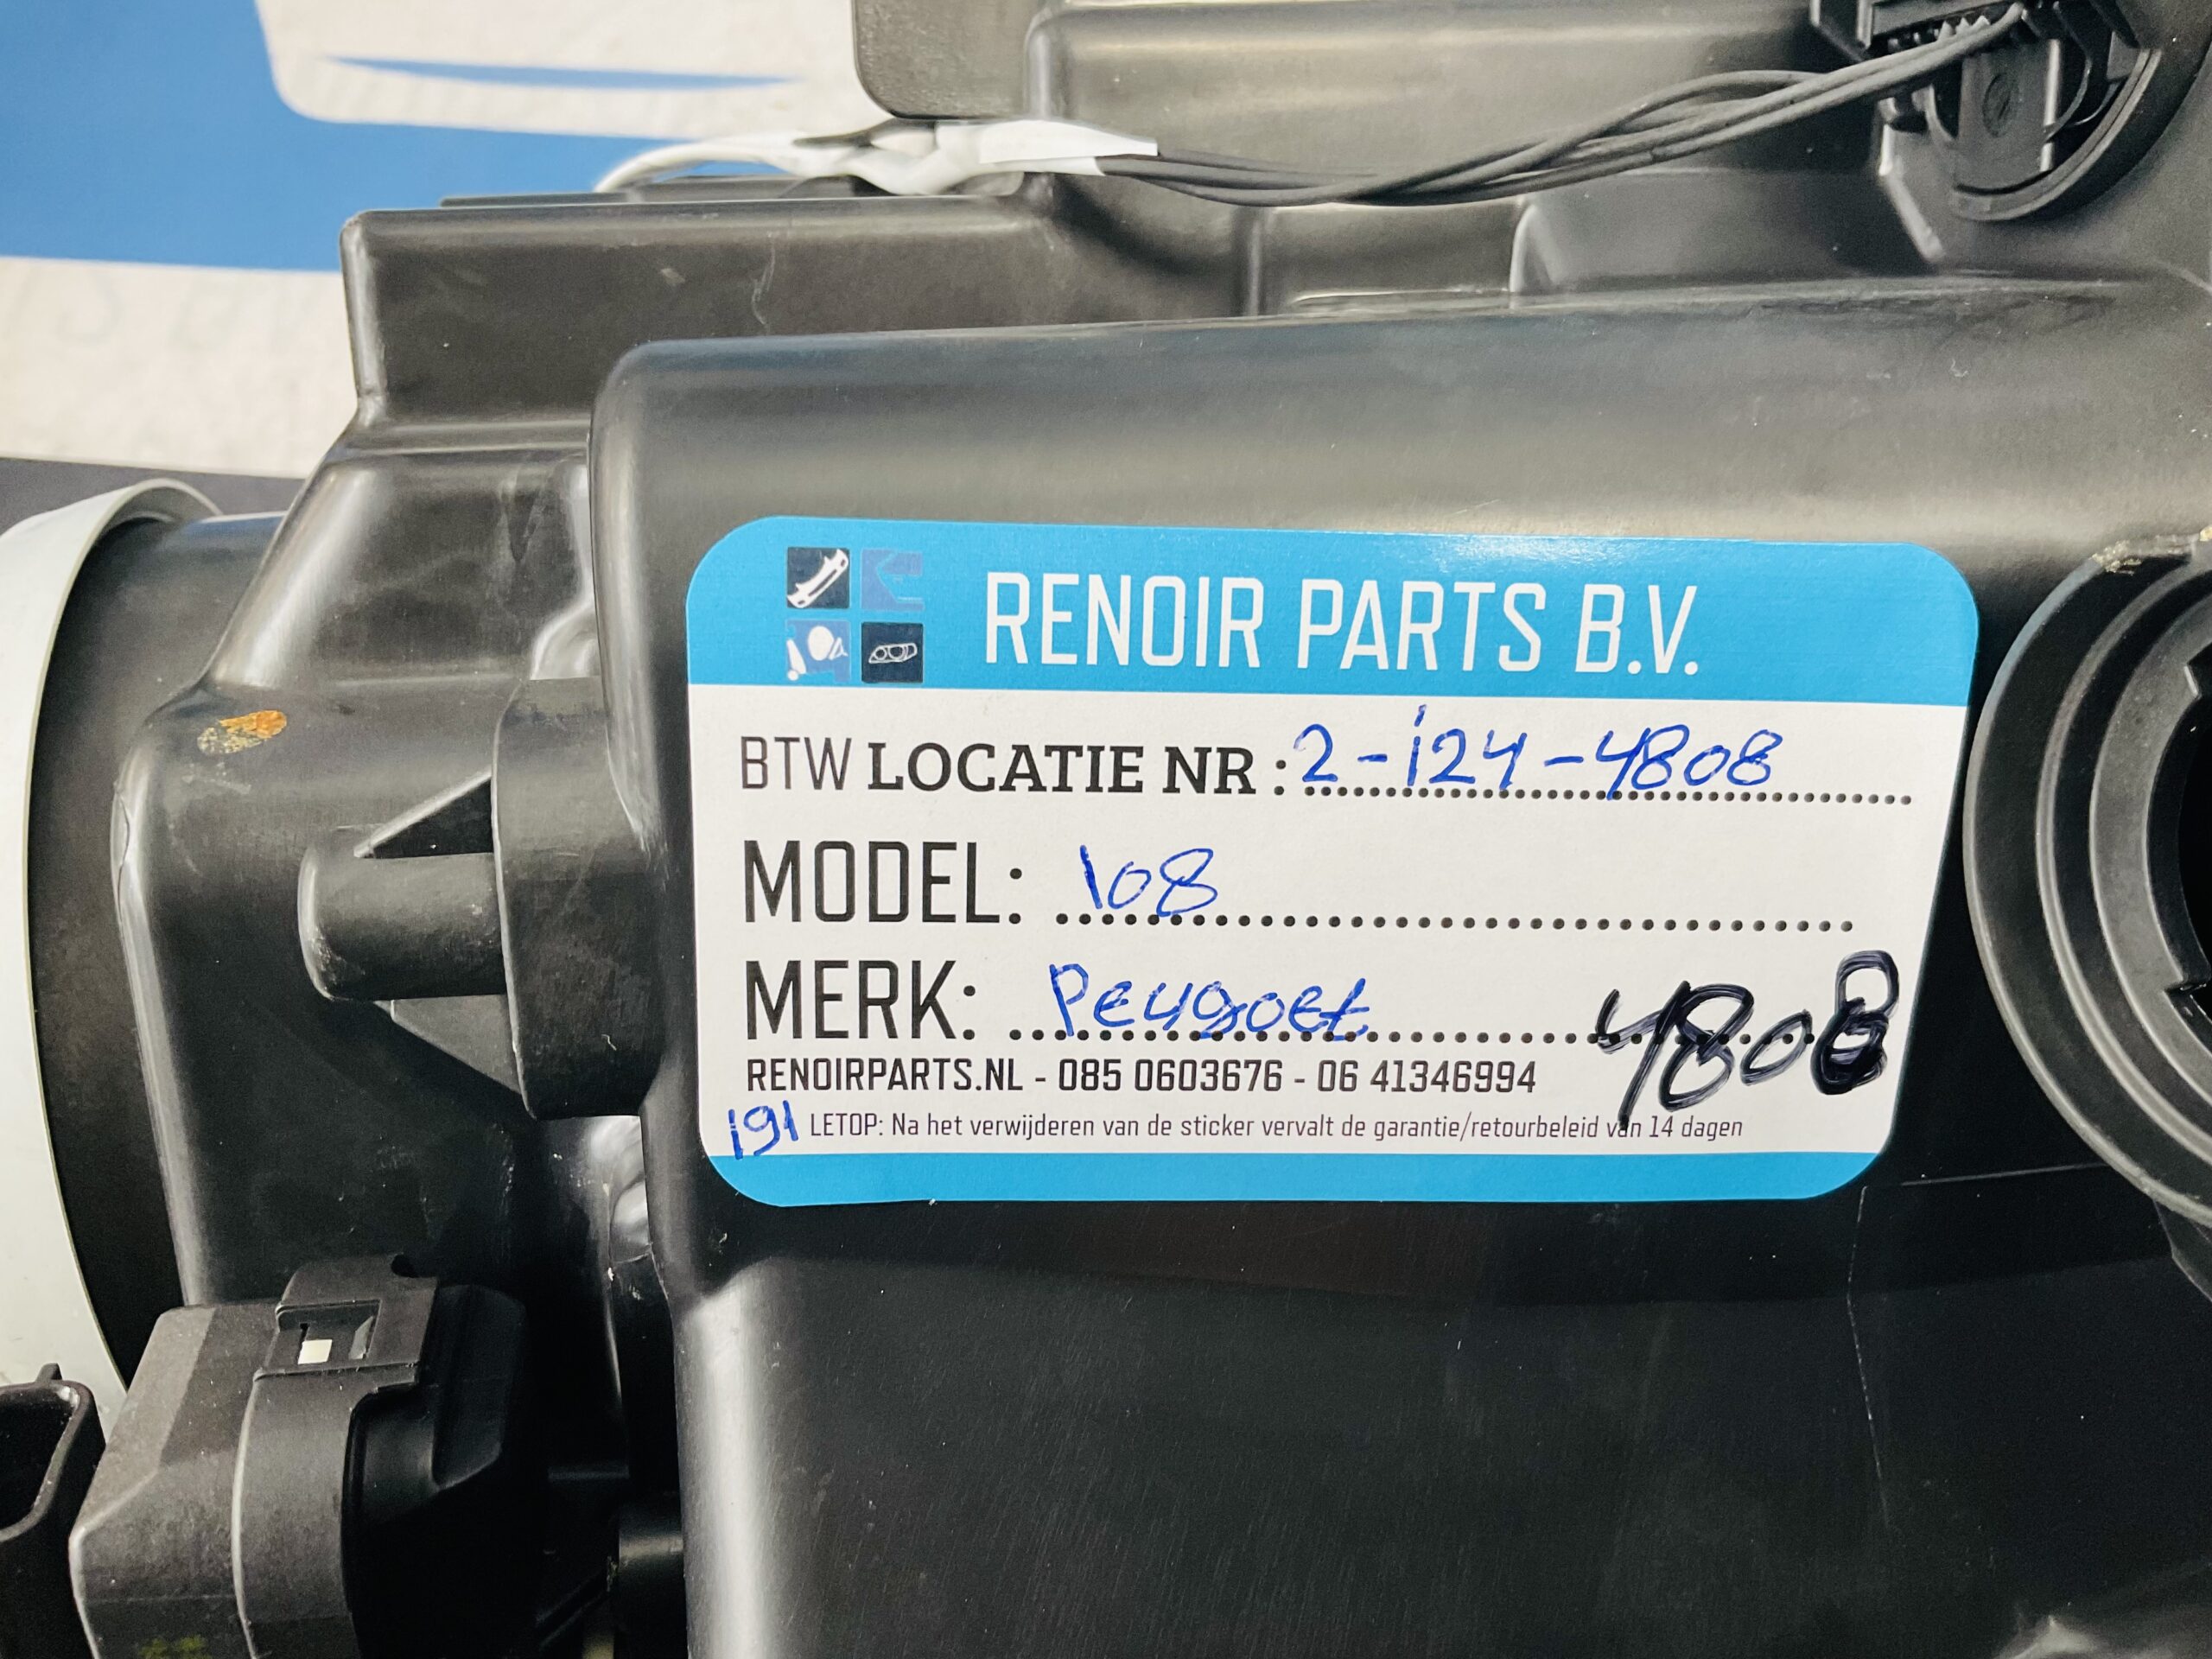 RENOIR PARTS B.V.
BTW LOCATIE NR : 2-i24-4808
MODEL: 108
MERK: Peugoet
4808
RENOIRPARTS.NL - 085 0603676 - 06 41346994
191 LETOP: Na het verwijderen van de sticker vervalt de garantie/retourbeleid van 14 dagen